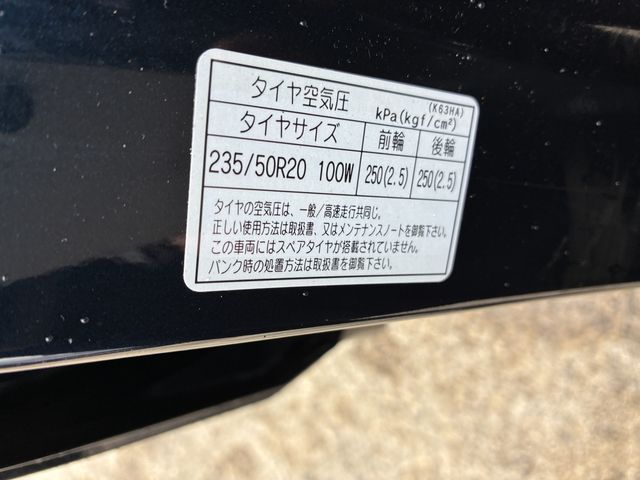 タイヤ空気圧 kPa(kgf/cm²) (K63HA)
タイヤサイズ 前輪 後輪
235/50R20 100W 250(2.5) 250(2.5)
タイヤの空気圧は、一般/高速走行共同じ。
正しい使用方法は取扱書、又はメンテナンスノートを御覧下さい。
この車両にはスペアタイヤが搭載されていません。
パンク時の処置方法は取扱書を御覧下さい。